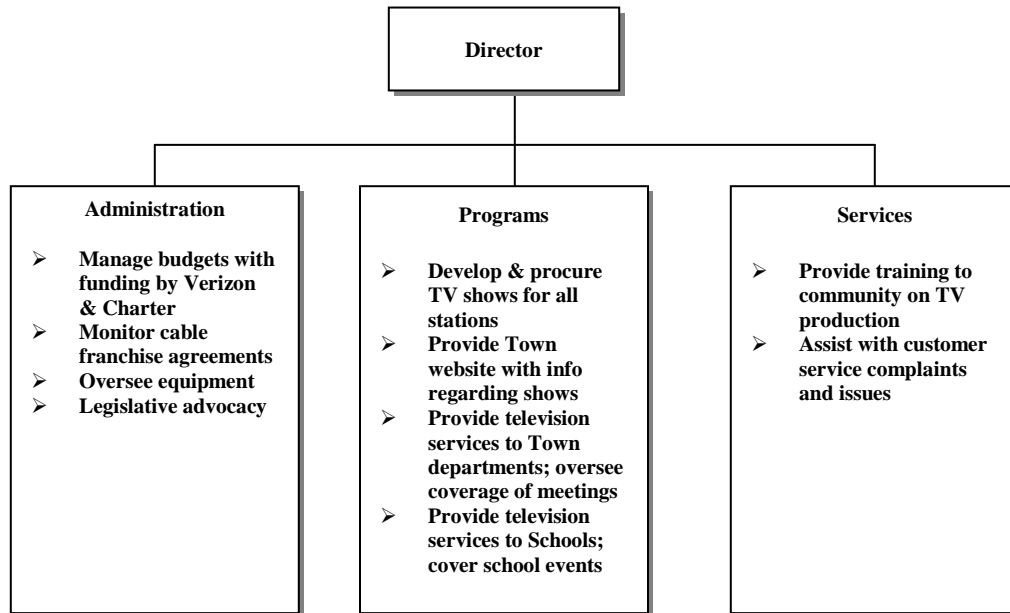 Director
Administration
➢ Manage budgets with
funding by Verizon
& Charter
➢ Monitor cable
franchise agreements
➢ Oversee equipment
➢ Legislative advocacy
Programs
➢ Develop & procure
TV shows for all
stations
➢ Provide Town
website with info
regarding shows
➢ Provide television
services to Town
departments; oversee
coverage of meetings
➢ Provide television
services to Schools;
cover school events
Services
➢ Provide training to
community on TV
production
➢ Assist with customer
service complaints
and issues